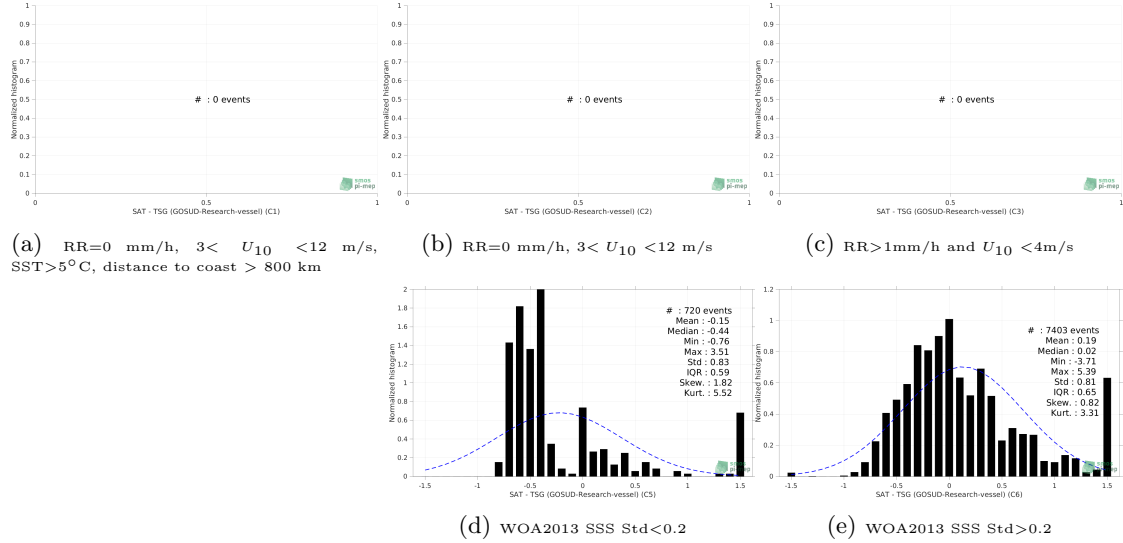 1
0.9
0.8
0.7
0.6
0.5
0.4
0.3
0.2
0.1
0
Normalized histogram
# : 0 events
smos
pi-mep
0 0.5 1
SAT - TSG (GOSUD-Research-vessel) (C1)
(a) RR=0 mm/h, 3< U10 <12 m/s,
SST>5°C, distance to coast > 800 km
1
0.9
0.8
0.7
0.6
0.5
0.4
0.3
0.2
0.1
0
Normalized histogram
# : 0 events
smos
pi-mep
0 0.5 1
SAT - TSG (GOSUD-Research-vessel) (C2)
(b) RR=0 mm/h, 3< U10 <12 m/s
1
0.9
0.8
0.7
0.6
0.5
0.4
0.3
0.2
0.1
0
Normalized histogram
# : 0 events
smos
pi-mep
0 0.5 1
SAT - TSG (GOSUD-Research-vessel) (C3)
(c) RR>1mm/h and U10 <4m/s
2
1.8
1.6
1.4
1.2
1
0.8
0.6
0.4
0.2
0
Normalized histogram
# : 720 events
Mean : -0.15
Median : -0.44
Min : -0.76
Max : 3.51
Std : 0.83
IQR : 0.59
Skew. : 1.82
Kurt. : 5.52
smos
pi-mep
-1.5 -1 -0.5 0 0.5 1 1.5
SAT - TSG (GOSUD-Research-vessel) (C5)
(d) WOA2013 SSS Std<0.2
1.2
1
0.8
0.6
0.4
0.2
0
Normalized histogram
# : 7403 events
Mean : 0.19
Median : 0.02
Min : -3.71
Max : 5.39
Std : 0.81
IQR : 0.65
Skew. : 0.82
Kurt. : 3.31
smos
pi-mep
-1.5 -1 -0.5 0 0.5 1 1.5
SAT - TSG (GOSUD-Research-vessel) (C6)
(e) WOA2013 SSS Std>0.2